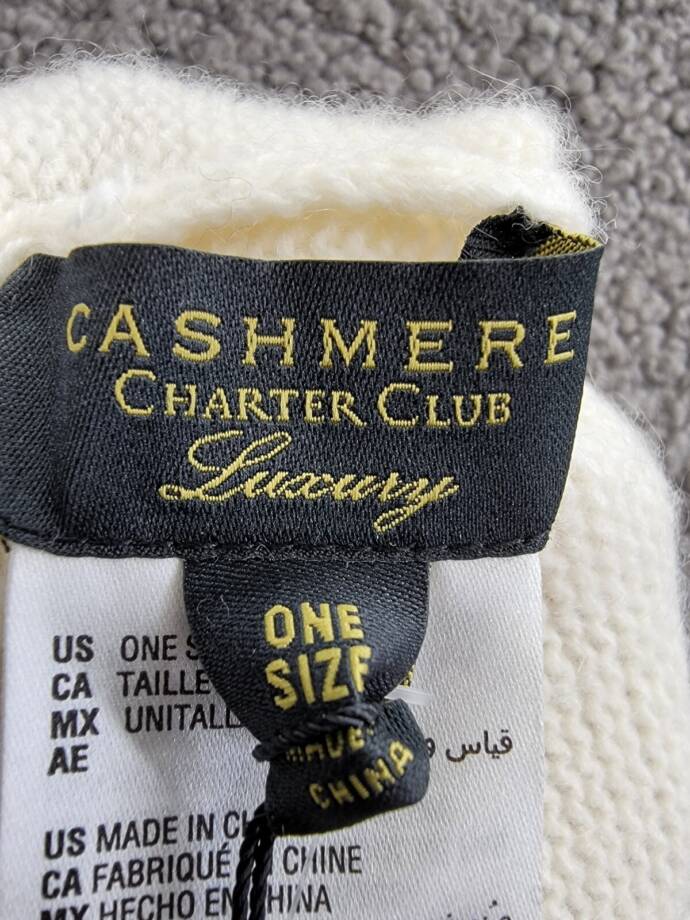 CASHMERE
CHARTER CLUB
Luxury
ONE
SIZE
CHINA
US ONE
CA TAILLE
MX UNITALL
AE
قياس
US MADE IN
CA FABRIQUÉ CHINE
MX HECHO EN CHINA